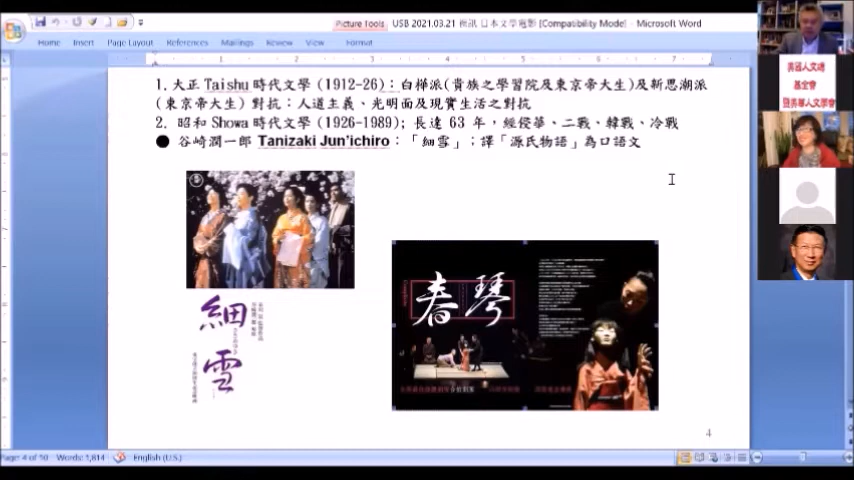 Picture Tools
USB 2021.03.21 視訊 日本文學電影 [Compatibility Mode] - Microsoft Word
Home Insert Page Layout References Mailings Review View Format
1. 大正 Taishu 時代文學 (1912-26)：白樺派(貴族之學習院及東京帝大生)及新思潮派
(東京帝大生) 對抗：人道主義、光明面及現實生活之對抗
2. 昭和 Showa 時代文學 (1926-1989); 長達 63 年，經侵華、二戰、韓戰、冷戰
● 谷崎潤一郎 Tanizaki Jun'ichiro：「細雪」；譯「源氏物語」為口語文
細雪
春琴
4
Page: 4 of 10 Words: 1,814 English (U.S.)
基金會